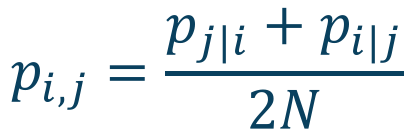 p_{i,j} = \frac{p_{j|i} + p_{i|j}}{2N}